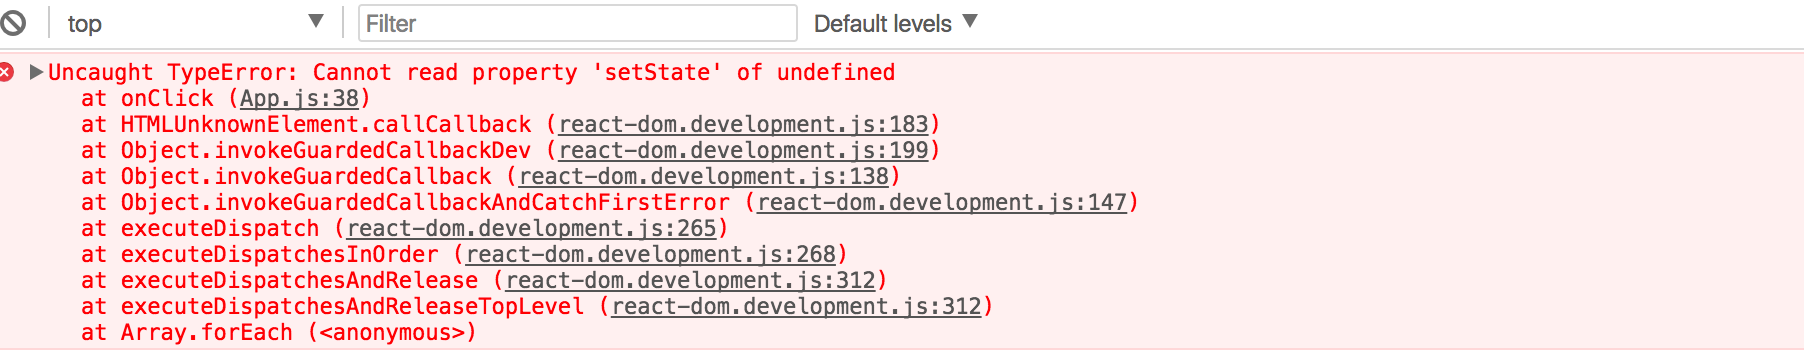 top ▼ Filter Default levels ▼
▶Uncaught TypeError: Cannot read property 'setState' of undefined
at onClick (App.js:38)
at HTMLUnknownElement.callCallback (react-dom.development.js:183)
at Object.invokeGuardedCallbackDev (react-dom.development.js:199)
at Object.invokeGuardedCallback (react-dom.development.js:138)
at Object.invokeGuardedCallbackAndCatchFirstError (react-dom.development.js:147)
at executeDispatch (react-dom.development.js:265)
at executeDispatchesInOrder (react-dom.development.js:268)
at executeDispatchesAndRelease (react-dom.development.js:312)
at executeDispatchesAndReleaseTopLevel (react-dom.development.js:312)
at Array.forEach (<anonymous>)